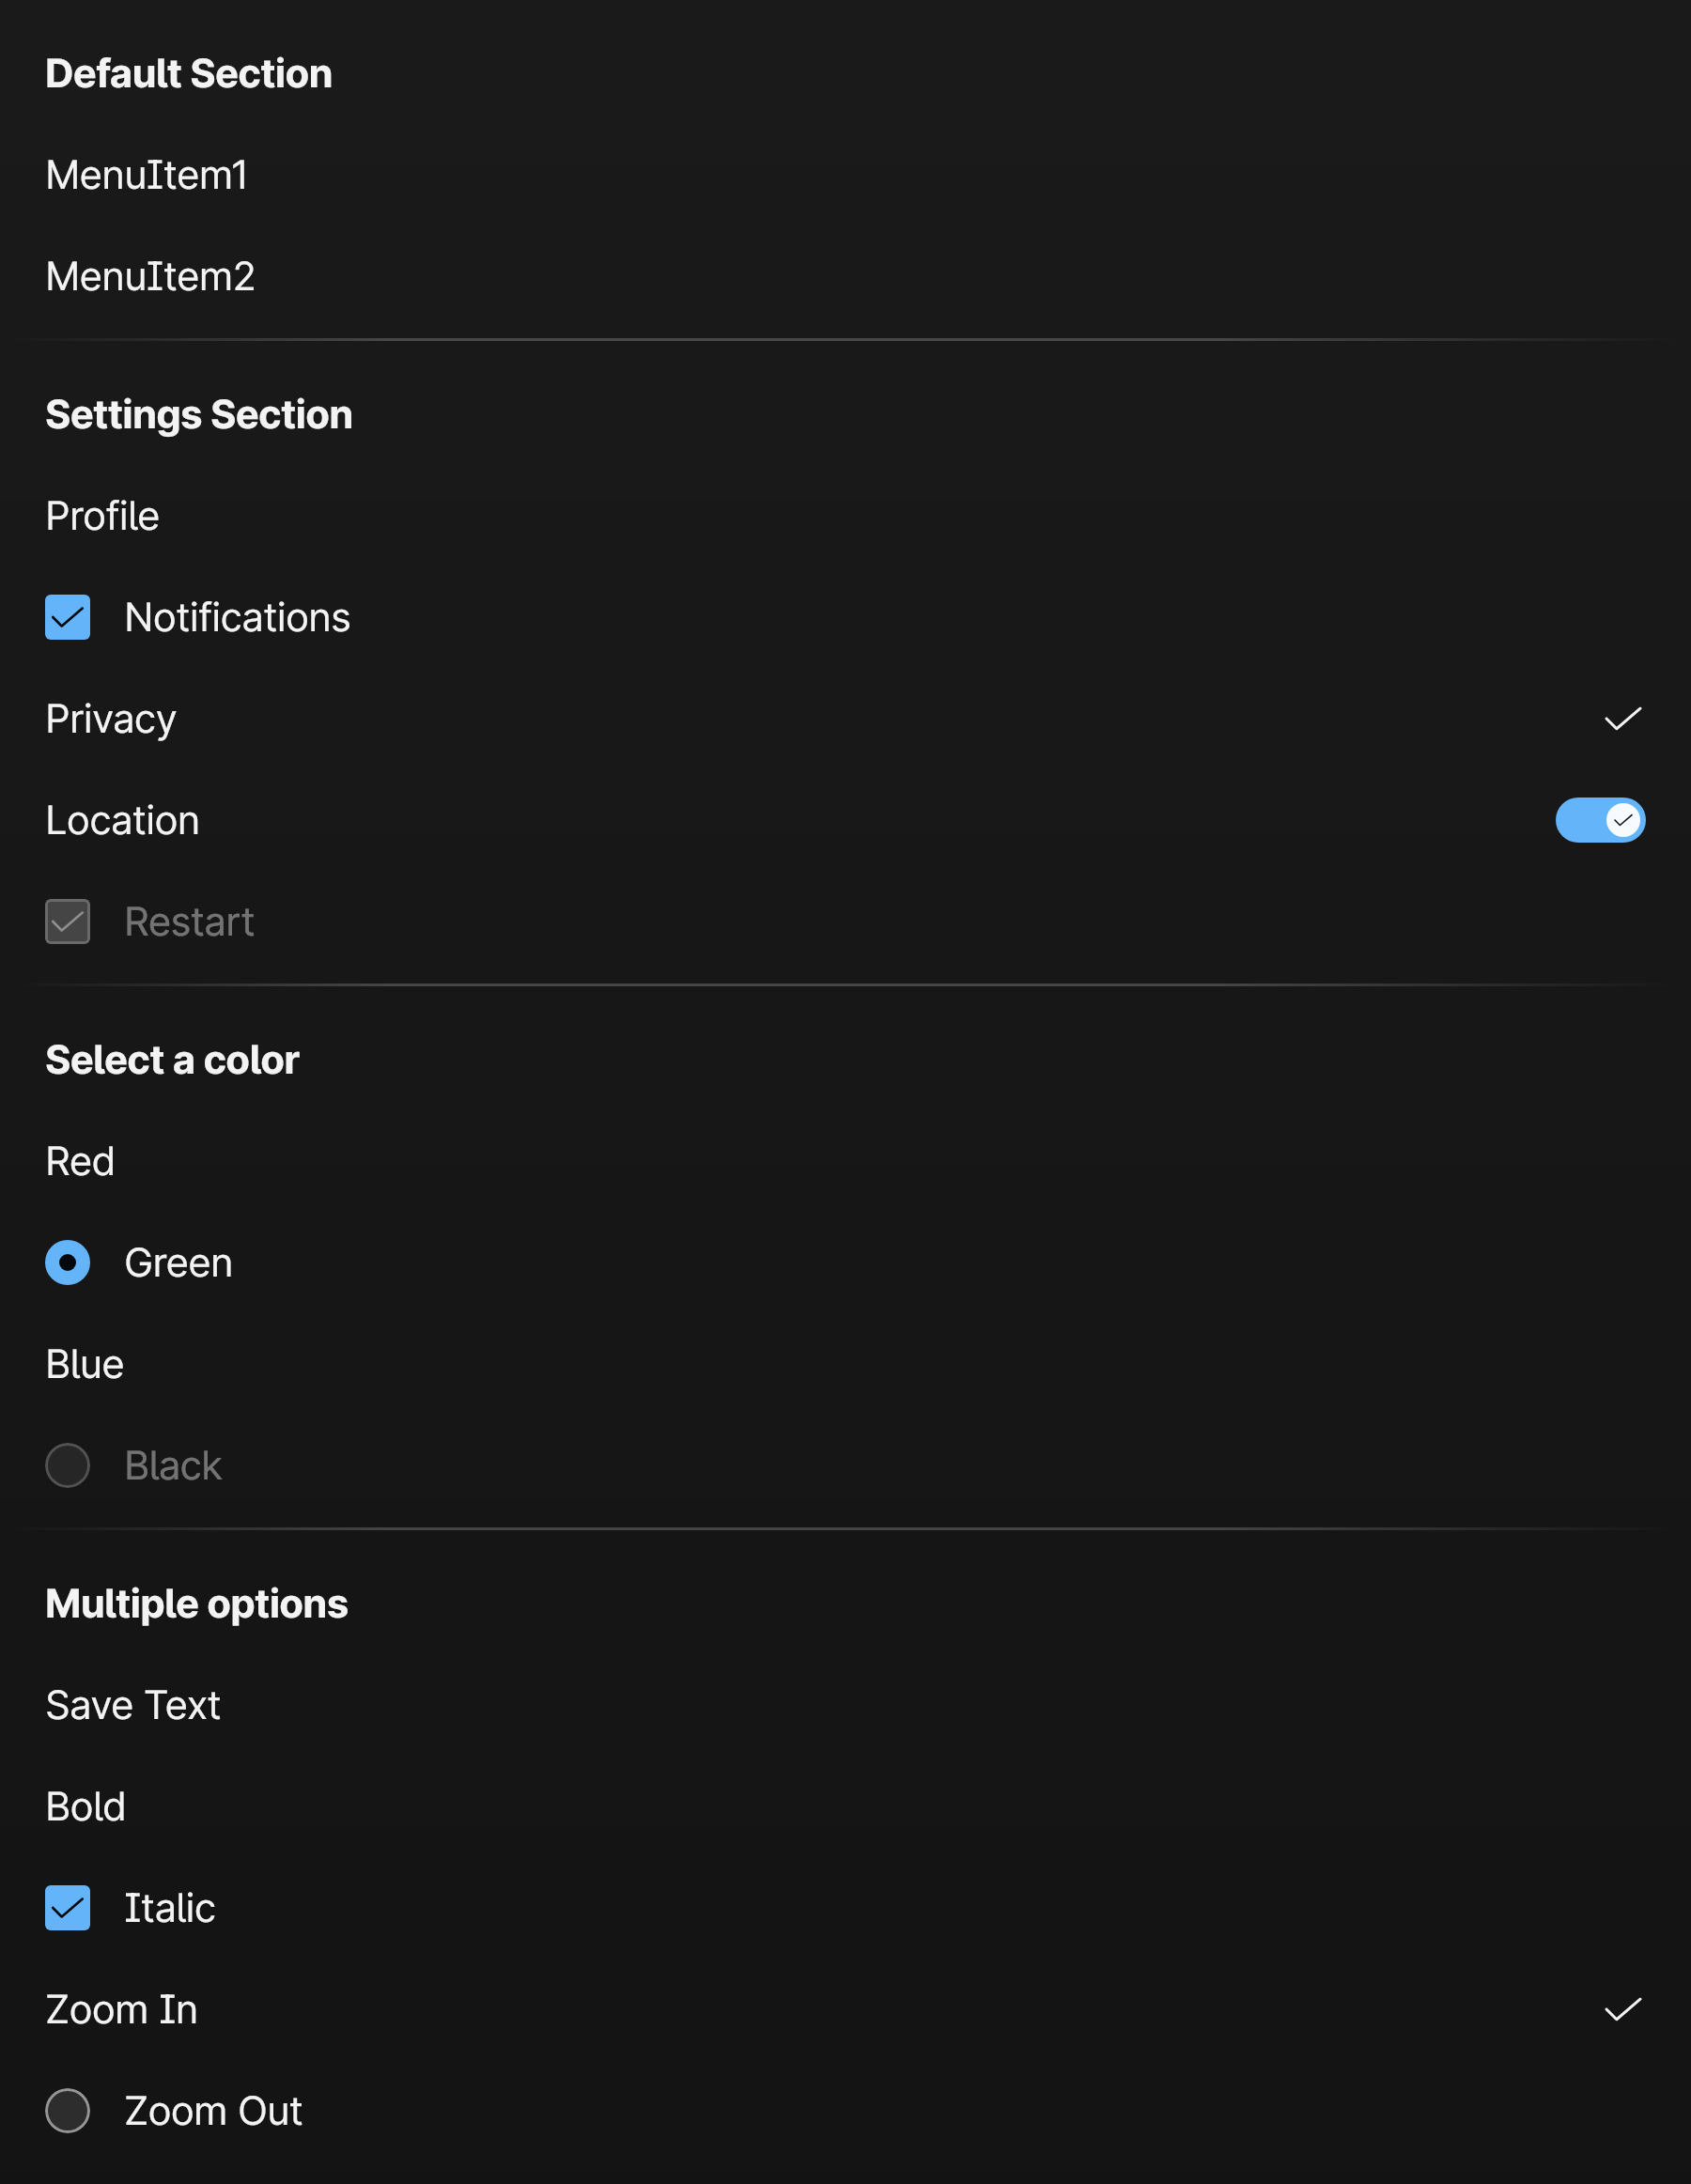 Default Section
MenuItem1
MenuItem2
Settings Section
Profile
Notifications
Privacy
Location
Restart
Select a color
Red
Green
Blue
Black
Multiple options
Save Text
Bold
Italic
Zoom In
Zoom Out